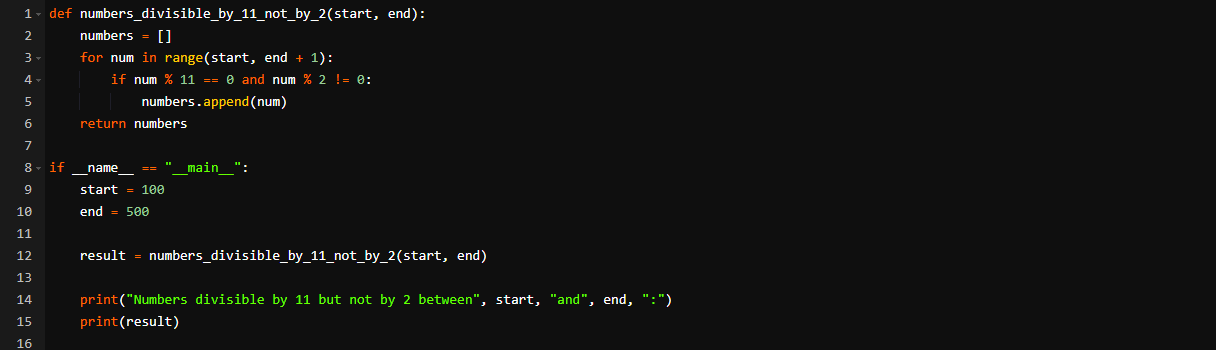 1 def numbers_divisible_by_11_not_by_2(start, end):
2     numbers = []
3     for num in range(start, end + 1):
4         if num % 11 == 0 and num % 2 != 0:
5             numbers.append(num)
6     return numbers
7
8 if __name__ == "__main__":
9     start = 100
10     end = 500
11
12     result = numbers_divisible_by_11_not_by_2(start, end)
13
14     print("Numbers divisible by 11 but not by 2 between", start, "and", end, ":")
15     print(result)
16